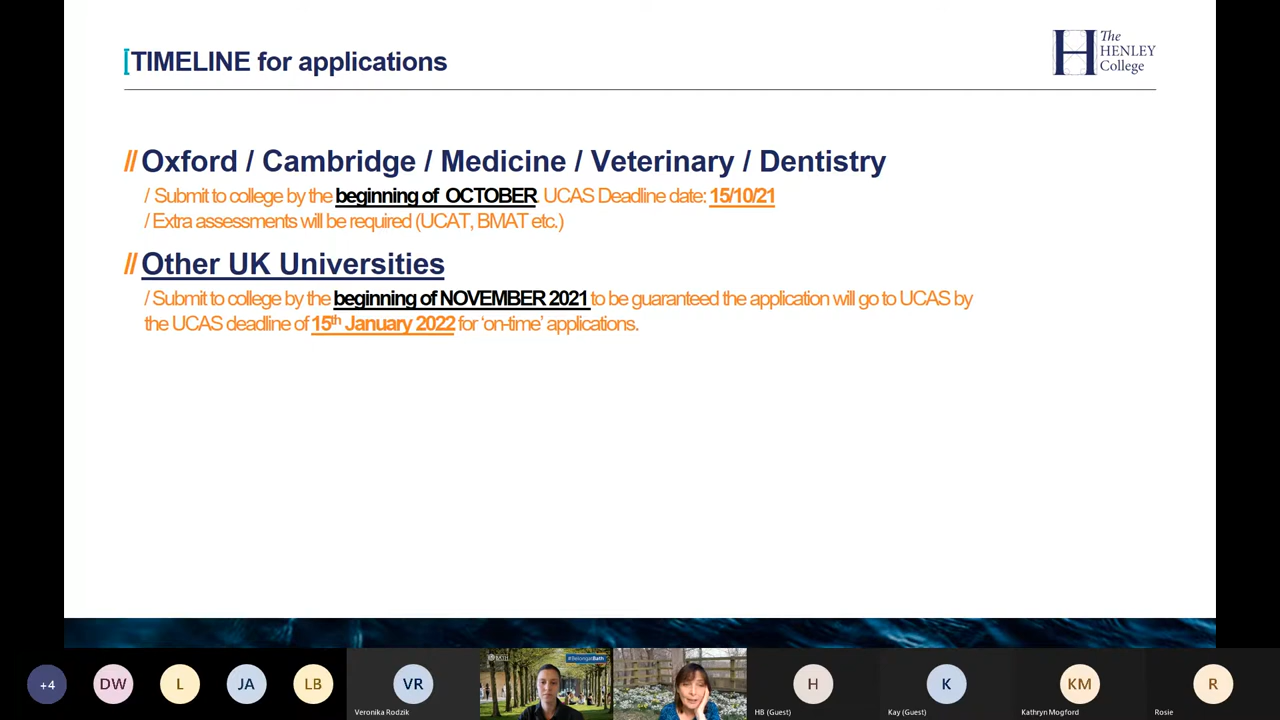 [TIMELINE for applications
The
HENLEY
College
// Oxford / Cambridge / Medicine / Veterinary / Dentistry
/ Submit to college by the beginning of OCTOBER. UCAS Deadline date: 15/10/21
/ Extra assessments will be required (UCAT, BMAT etc.)
// Other UK Universities
/ Submit to college by the beginning of NOVEMBER 2021 to be guaranteed the application will go to UCAS by
the UCAS deadline of 15th January 2022 for ‘on-time’ applications.
BATH
#BelongatBath
+4
DW
L
JA
LB
VR
H
K
KM
R
Veronika Rodzik
HB (Guest)
Kay (Guest)
Kathryn Mogford
Rosie